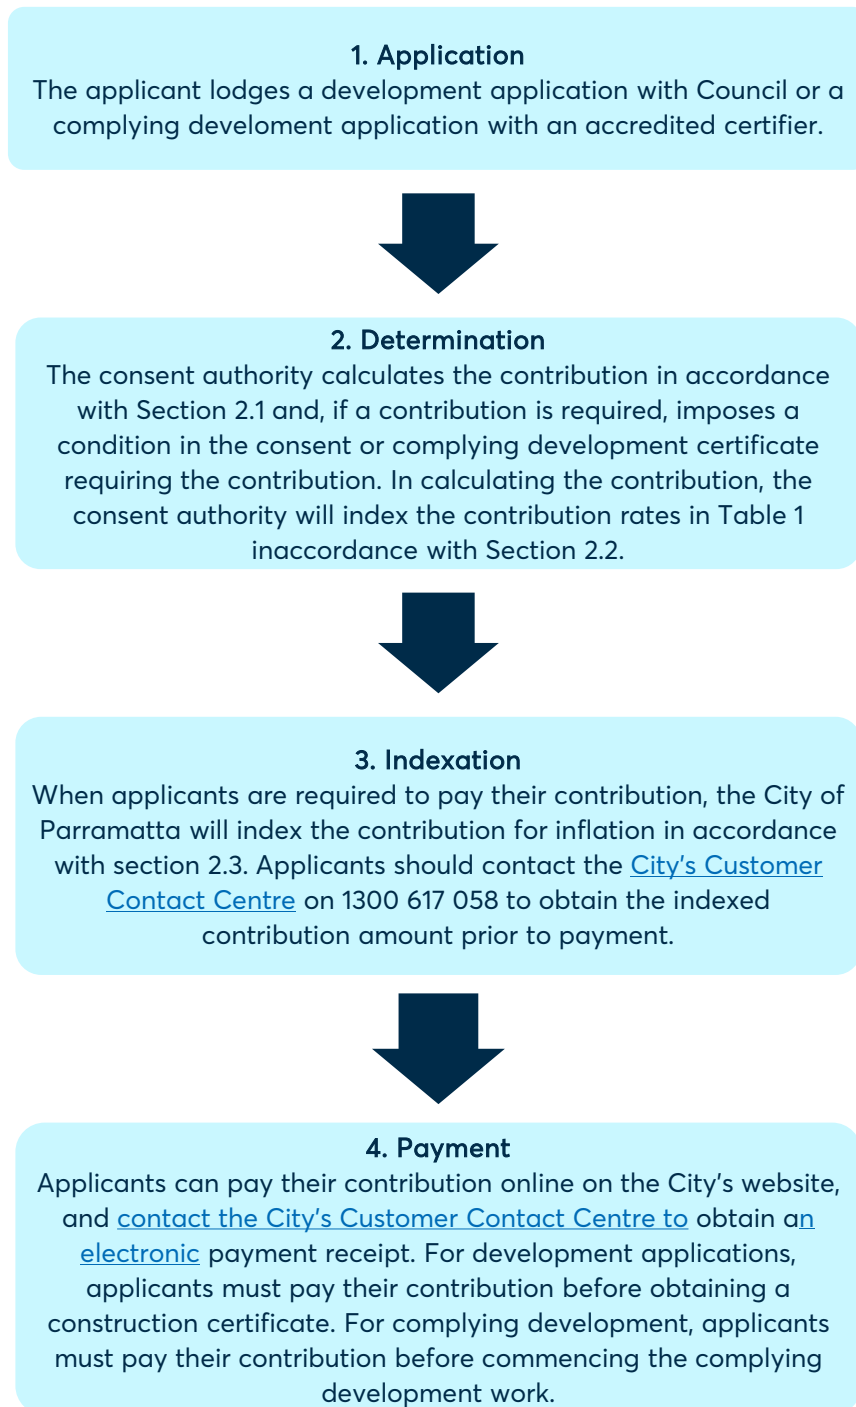 1. Application
The applicant lodges a development application with Council or a
complying develoment application with an accredited certifier.
2. Determination
The consent authority calculates the contribution in accordance
with Section 2.1 and, if a contribution is required, imposes a
condition in the consent or complying development certificate
requiring the contribution. In calculating the contribution, the
consent authority will index the contribution rates in Table 1
inaccordance with Section 2.2.
3. Indexation
When applicants are required to pay their contribution, the City of
Parramatta will index the contribution for inflation in accordance
with section 2.3. Applicants should contact the City's Customer
Contact Centre on 1300 617 058 to obtain the indexed
contribution amount prior to payment.
4. Payment
Applicants can pay their contribution online on the City's website,
and contact the City's Customer Contact Centre to obtain an
electronic payment receipt. For development applications,
applicants must pay their contribution before obtaining a
construction certificate. For complying development, applicants
must pay their contribution before commencing the complying
development work.